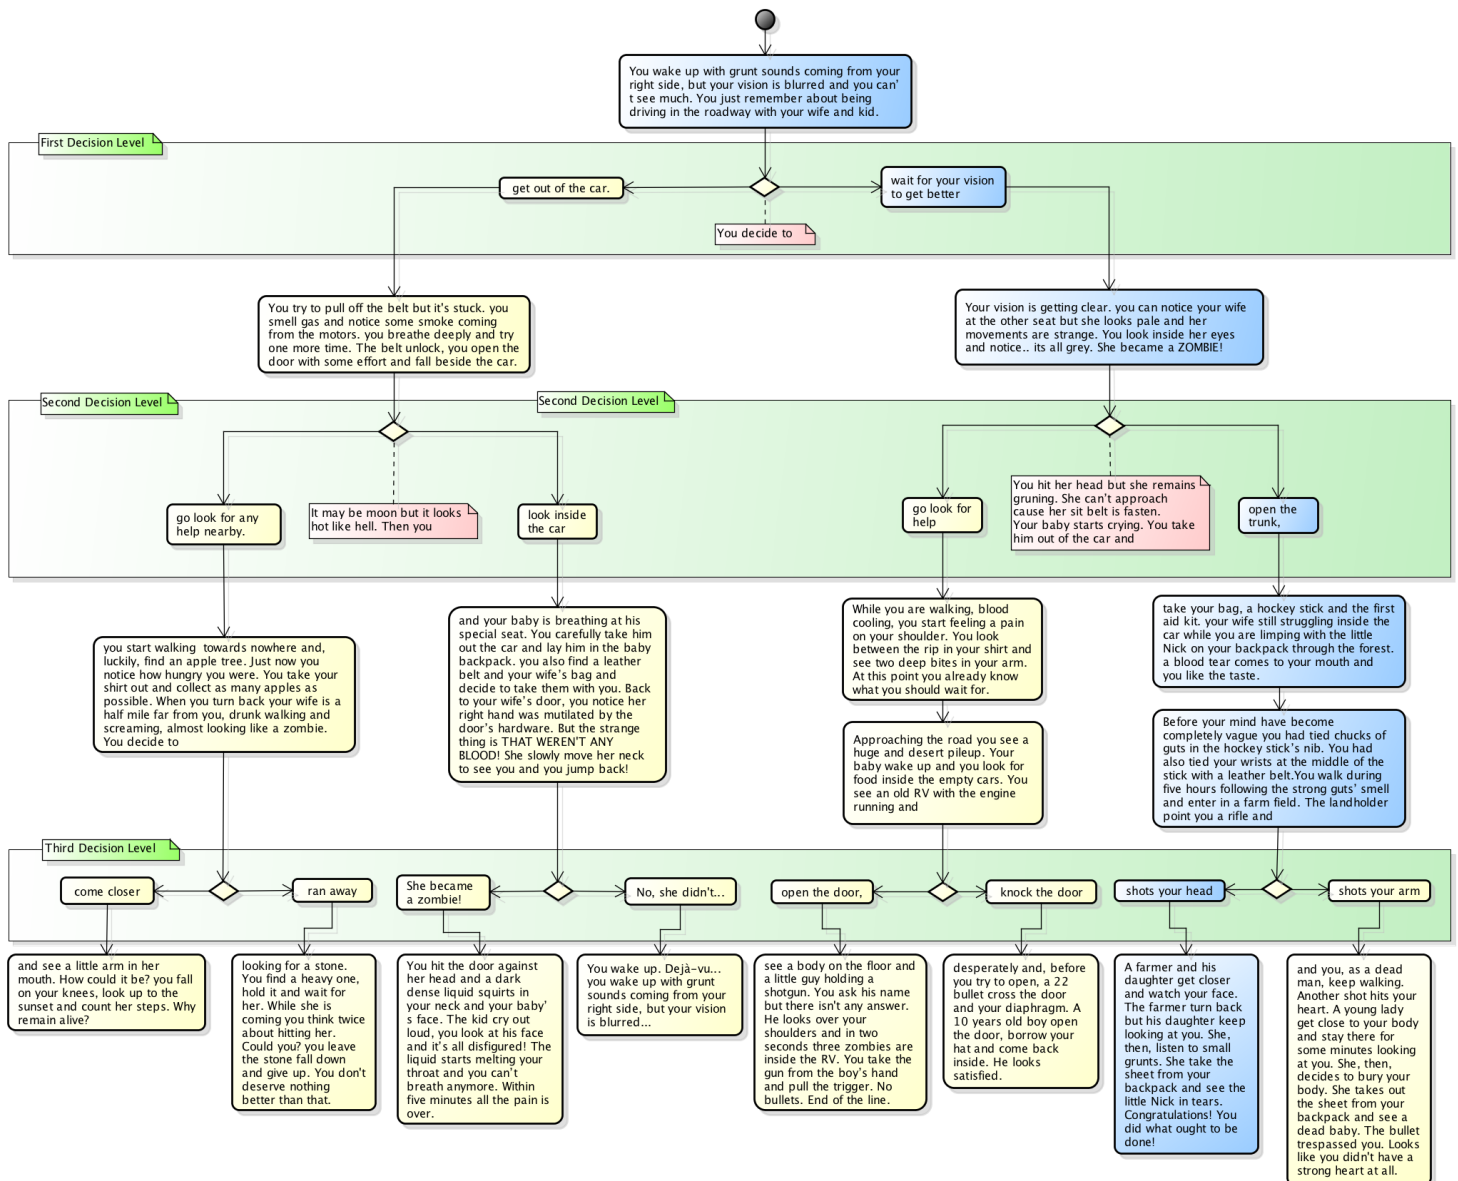 You wake up with grunt sounds coming from your
right side, but your vision is blurred and you can'
t see much. You just remember about being
driving in the roadway with your wife and kid.
First Decision Level
get out of the car.
wait for your vision
to get better
You decide to
You try to pull off the belt but it's stuck. you
smell gas and notice some smoke coming
from the motors. you breathe deeply and try
one more time. The belt unlock, you open the
door with some effort and fall beside the car.
Your vision is getting clear. you can notice your wife
at the other seat but she looks pale and her
movements are strange. You look inside her eyes
and notice.. its all grey. She became a ZOMBIE!
Second Decision Level
Second Decision Level
go look for any
help nearby.
It may be moon but it looks
hot like hell. Then you
look inside
the car
go look for
help
You hit her head but she remains
gruning. She can't approach
cause her sit belt is fasten.
Your baby starts crying. You take
him out of the car and
open the
trunk,
you start walking  towards nowhere and,
luckily, find an apple tree. Just now you
notice how hungry you were. You take your
shirt out and collect as many apples as
possible. When you turn back your wife is a
half mile far from you, drunk walking and
screaming, almost looking like a zombie.
You decide to
and your baby is breathing at his
special seat. You carefully take him
out the car and lay him in the baby
backpack. you also find a leather
belt and your wife's bag and
decide to take them with you. Back
to your wife's door, you notice her
right hand was mutilated by the
door's hardware. But the strange
thing is THAT WEREN'T ANY
BLOOD! She slowly move her neck
to see you and you jump back!
While you are walking, blood
cooling, you start feeling a pain
on your shoulder. You look
between the rip in your shirt and
see two deep bites in your arm.
At this point you already know
what you should wait for.
Approaching the road you see a
huge and desert pileup. Your
baby wake up and you look for
food inside the empty cars. You
see an old RV with the engine
running and
take your bag, a hockey stick and the first
aid kit. your wife still struggling inside the
car while you are limping with the little
Nick on your backpack through the forest.
a blood tear comes to your mouth and
you like the taste.
Before your mind have become
completely vague you had tied chucks of
guts in the hockey stick's nib. You had
also tied your wrists at the middle of the
stick with a leather belt.You walk during
five hours following the strong guts' smell
and enter in a farm field. The landholder
point you a rifle and
Third Decision Level
come closer
ran away
She became
a zombie!
No, she didn't...
open the door,
knock the door
shots your head
shots your arm
and see a little arm in her
mouth. How could it be? you fall
on your knees, look up to the
sunset and count her steps. Why
remain alive?
looking for a stone.
You find a heavy one,
hold it and wait for
her. While she is
coming you think twice
about hitting her.
Could you? you leave
the stone fall down
and give up. You don't
deserve nothing
better than that.
You hit the door against
her head and a dark
dense liquid squirts in
your neck and your baby'
s face. The kid cry out
loud, you look at his face
and it's all disfigured! The
liquid starts melting your
throat and you can't
breath anymore. Within
five minutes all the pain is
over.
You wake up. Dejà-vu...
you wake up with grunt
sounds coming from your
right side, but your vision
is blurred...
see a body on the floor and
a little guy holding a
shotgun. You ask his name
but there isn't any answer.
He looks over your
shoulders and in two
seconds three zombies are
inside the RV. You take the
gun from the boy's hand
and pull the trigger. No
bullets. End of the line.
desperately and, before
you try to open, a 22
bullet cross the door
and your diaphragm. A
10 years old boy open
the door, borrow your
hat and come back
inside. He looks
satisfied.
A farmer and his
daughter get closer
and watch your face.
The farmer turn back
but his daughter keep
looking at you. She,
then, listen to small
grunts. She take the
sheet from your
backpack and see the
little Nick in tears.
Congratulations! You
did what ought to be
done!
and you, as a dead
man, keep walking.
Another shot hits your
heart. A young lady
get close to your body
and stay there for
some minutes looking
at you. She, then,
decides to bury your
body. She takes out
the sheet from your
backpack and see a
dead baby. The bullet
trespassed you. Looks
like you didn't have a
strong heart at all.